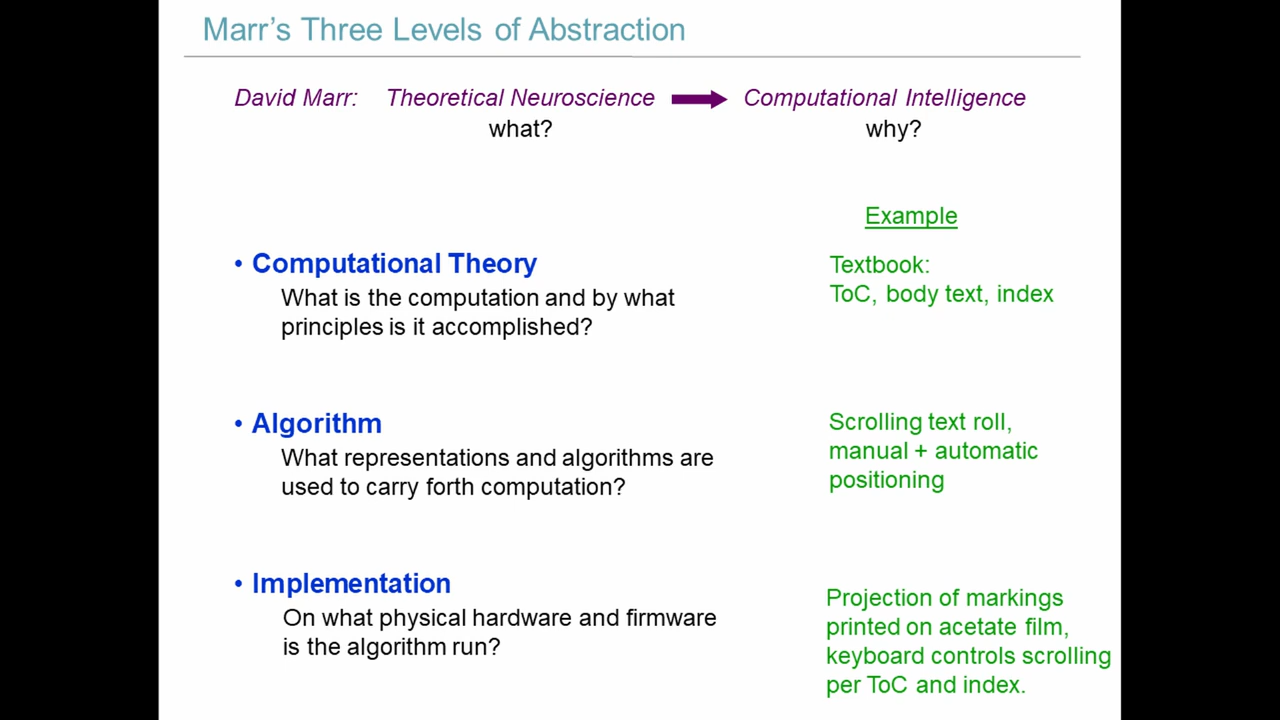 Marr's Three Levels of Abstraction
David Marr: Theoretical Neuroscience Computational Intelligence
what? why?
Example
• Computational Theory
What is the computation and by what
principles is it accomplished?
Textbook:
ToC, body text, index
• Algorithm
What representations and algorithms are
used to carry forth computation?
Scrolling text roll,
manual + automatic
positioning
• Implementation
On what physical hardware and firmware
is the algorithm run?
Projection of markings
printed on acetate film,
keyboard controls scrolling
per ToC and index.